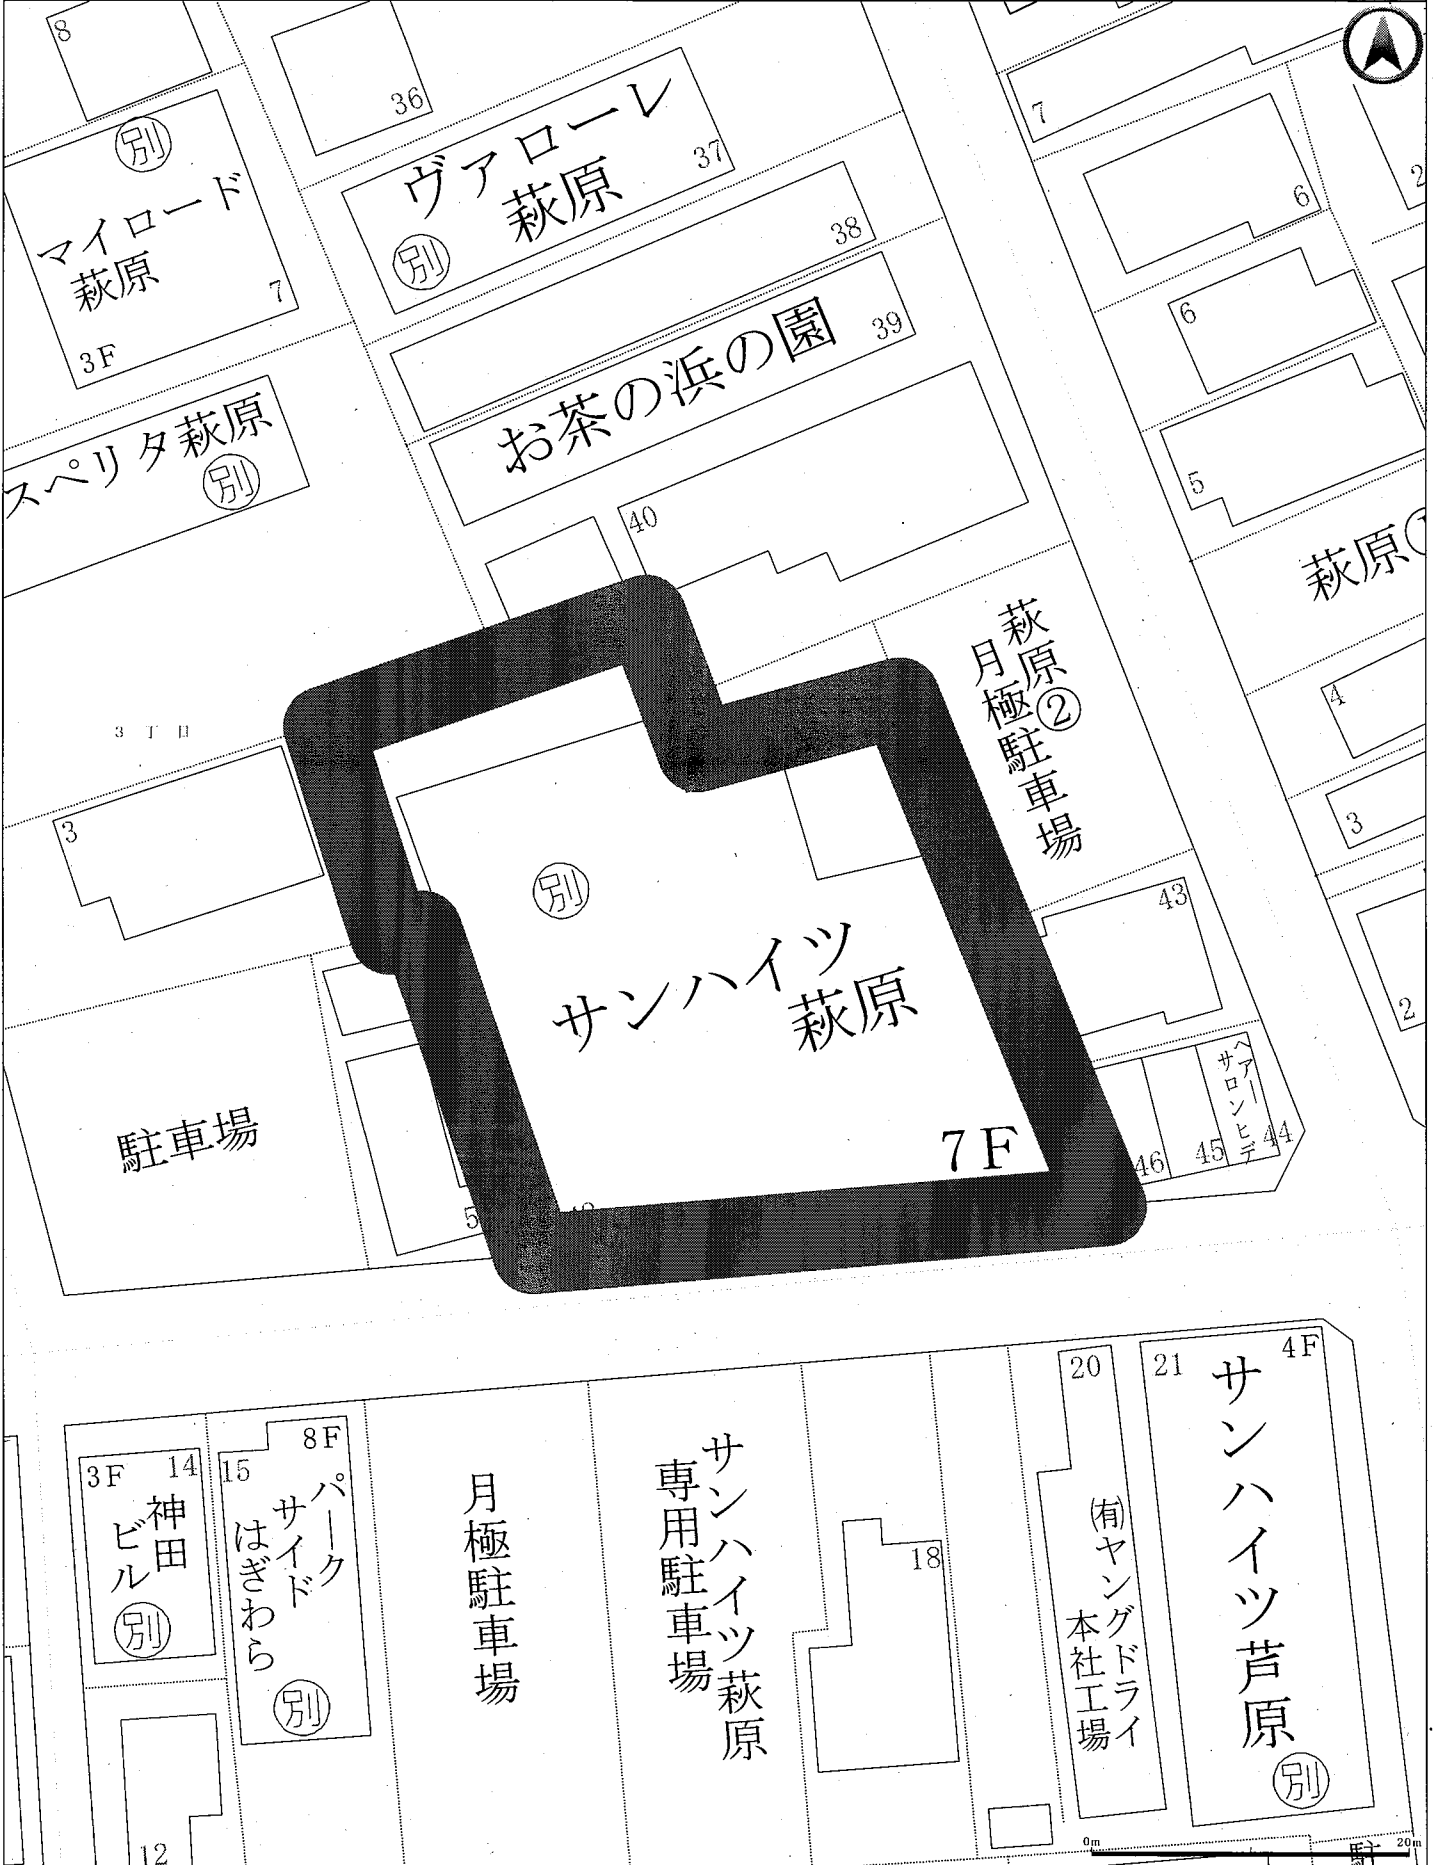 8
36
別
マイロード
萩原
7
3F
ヴァローレ
萩原
37
別
38
お茶の浜の園
39
スペリタ萩原
別
40
7
6
2
6
5
萩原
萩原②
月極駐車場
4
3
2
3丁目
3
別
サンハイツ
萩原
7F
43
ヘアー
サロンヒデ
44
45
46
駐車場
5
3F
14
神田
ビル
別
15
8F
パーク
サイド
はぎわら
別
月極駐車場
サンハイツ萩原
専用駐車場
18
20
㈲ヤングドライ
本社工場
21
4F
サンハイツ芦原
別
12
0m
20m
駐